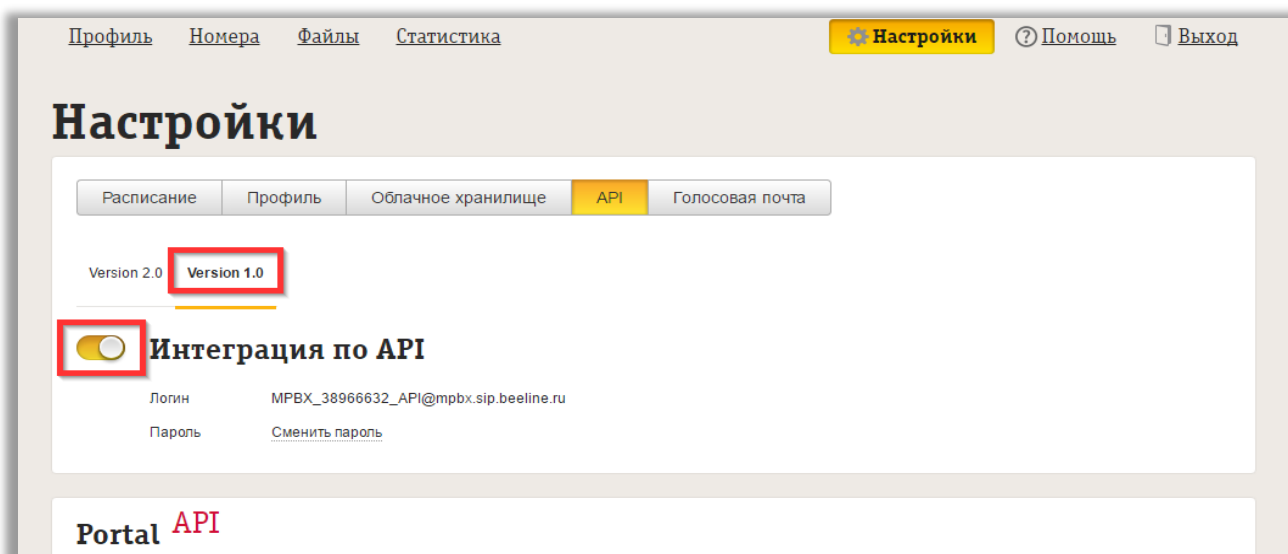 Профиль Номера Файлы Статистика Настройки Помощь Выход
Настройки
Расписание Профиль Облачное хранилище API Голосовая почта
Version 2.0 Version 1.0
Интеграция по API
Логин MPBX_38966632_API@mpbx.sip.beeline.ru
Пароль Сменить пароль
Portal API